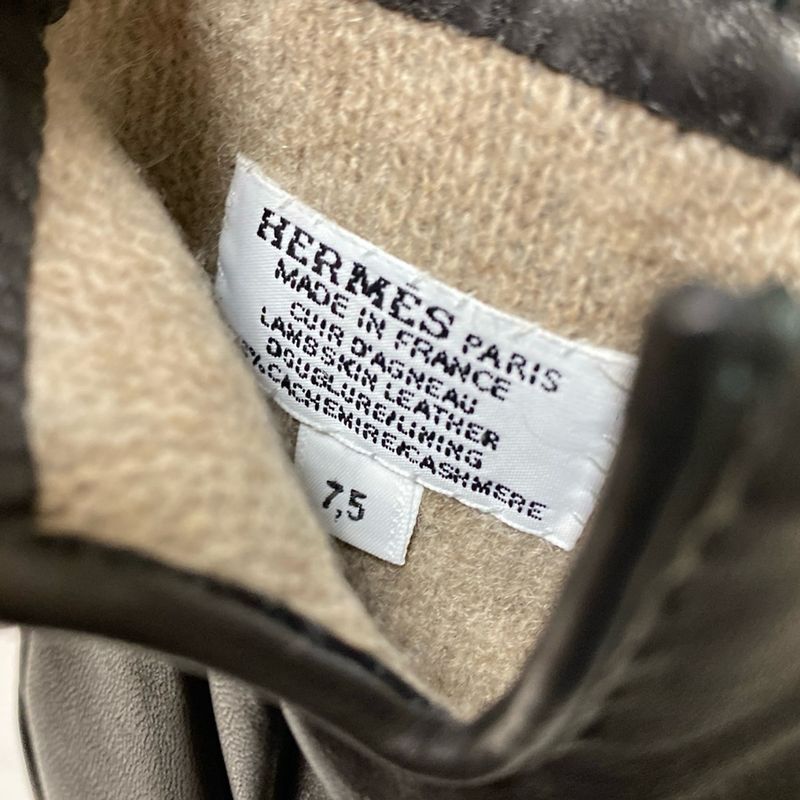 HERMÈS PARIS
MADE IN FRANCE
CUIR D'AGNEAU
LAMBSKIN LEATHER
DOUBLURE/LINING
CACHEMIRE/CASHMERE
7,5